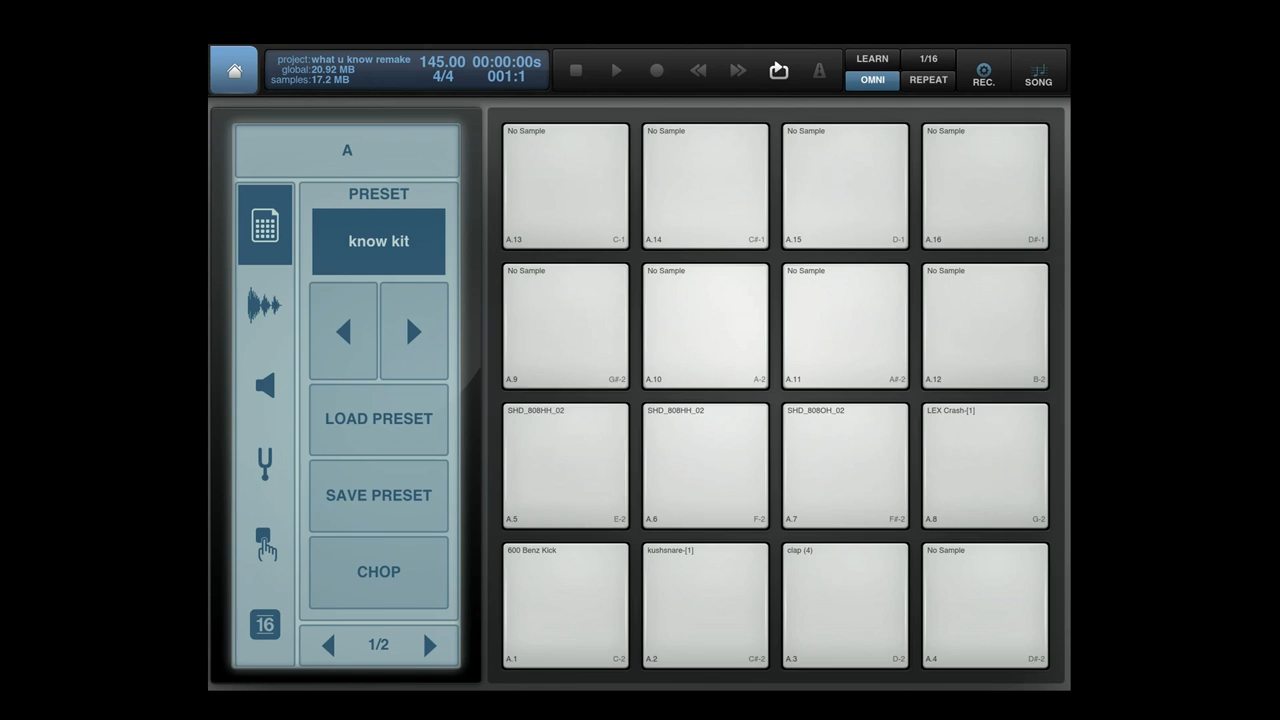 project: what u know remake
global: 20.92 MB
samples: 17.2 MB
145.00 00:00:00s
4/4 001:1
LEARN
OMNI
1/16
REPEAT
REC.
SONG
A
PRESET
know kit
LOAD PRESET
SAVE PRESET
CHOP
16
1/2
No Sample
A.13 C-1
No Sample
A.14 C#-1
No Sample
A.15 D-1
No Sample
A.16 D#-1
No Sample
A.9 G#-2
No Sample
A.10 A-2
No Sample
A.11 A#-2
No Sample
A.12 B-2
SHD_808HH_02
A.5 E-2
SHD_808HH_02
A.6 F-2
SHD_808OH_02
A.7 F#-2
LEX Crash-[1]
A.8 G-2
600 Benz Kick
A.1 C-2
kushsnare-[1]
A.2 C#-2
clap (4)
A.3 D-2
No Sample
A.4 D#-2